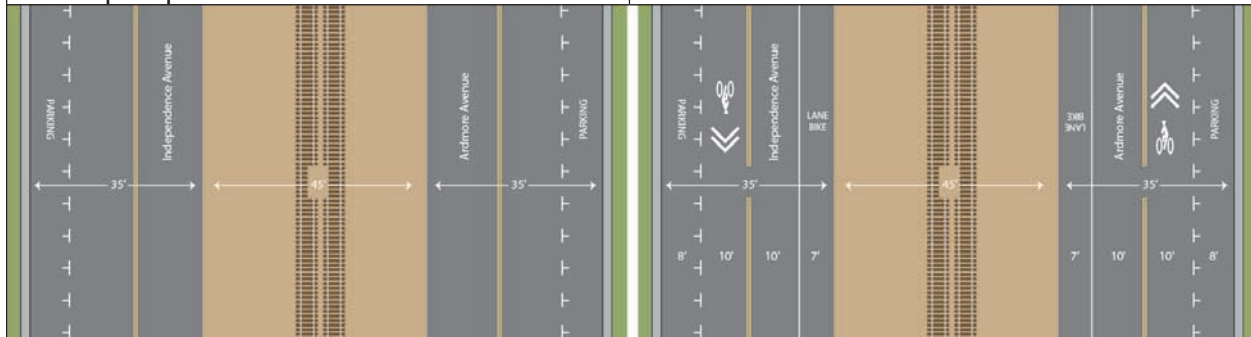 PARKING
Independence Avenue
Ardmore Avenue
PARKING
35'
45'
35'
PARKING
Independence Avenue
LANE
BIKE
BIKE
LANE
Ardmore Avenue
PARKING
35'
45'
35'
8'
10'
10'
7'
7'
10'
10'
8'